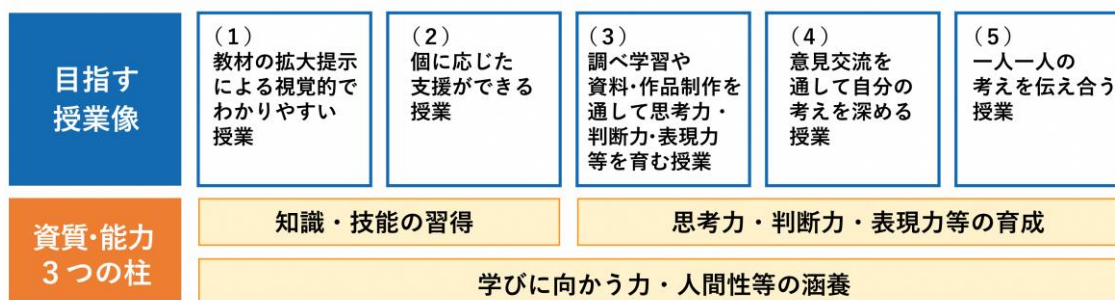 目指す
授業像
（1）
教材の拡大提示
による視覚的で
わかりやすい
授業
（2）
個に応じた
支援ができる
授業
（3）
調べ学習や
資料・作品制作を
通して思考力・
判断力・表現力
等を育む授業
（4）
意見交流を
通して自分の
考えを深める
授業
（5）
一人一人の
考えを伝え合う
授業
資質・能力
3つの柱
知識・技能の習得
思考力・判断力・表現力等の育成
学びに向かう力・人間性等の涵養